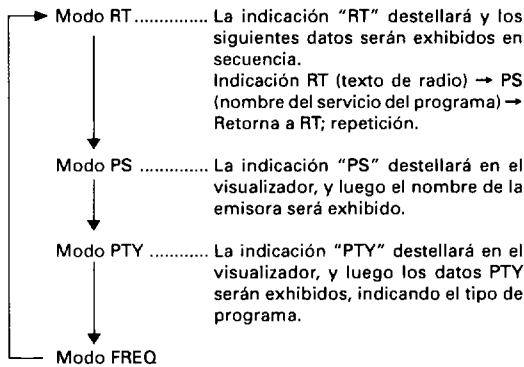 Modo RT............... La indicación "RT" destellará y los
siguientes datos serán exhibidos en
secuencia.
Indicación RT (texto de radio) → PS
(nombre del servicio del programa) →
Retorna a RT; repetición.
Modo PS .............. La indicación "PS" destellará en el
visualizador, y luego el nombre de la
emisora será exhibido.
Modo PTY ............ La indicación "PTY" destellará en el
visualizador, y luego los datos PTY
serán exhibidos, indicando el tipo de
programa.
Modo FREQ